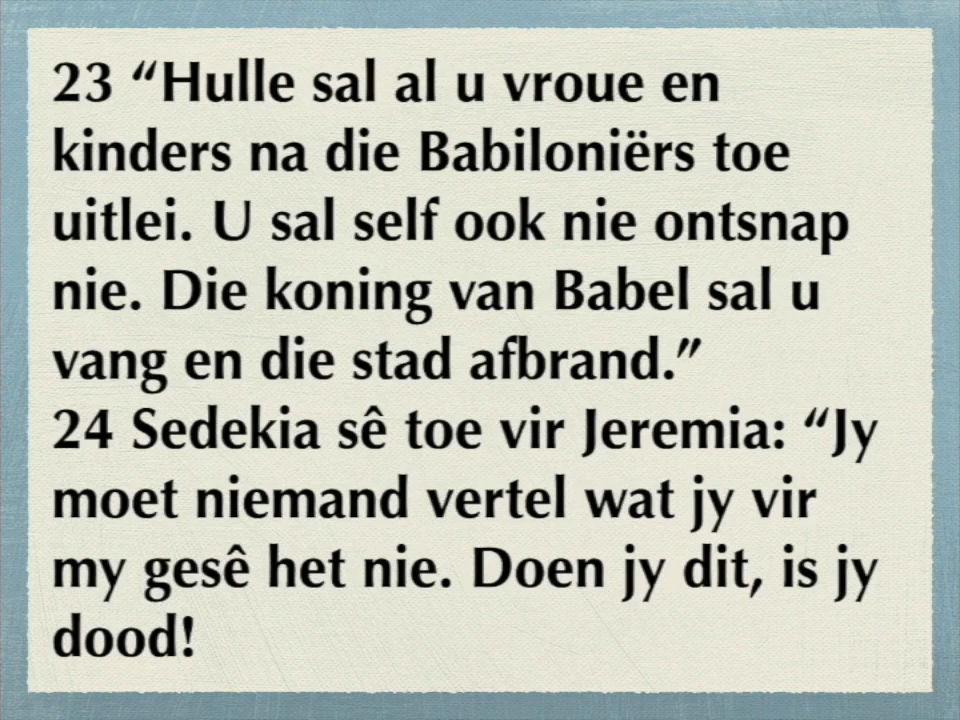 23 “Hulle sal al u vroue en
kinders na die Babiloniërs toe
uitlei. U sal self ook nie ontsnap
nie. Die koning van Babel sal u
vang en die stad afbrand.”
24 Sedekia sê toe vir Jeremia: “Jy
moet niemand vertel wat jy vir
my gesê het nie. Doen jy dit, is jy
dood!